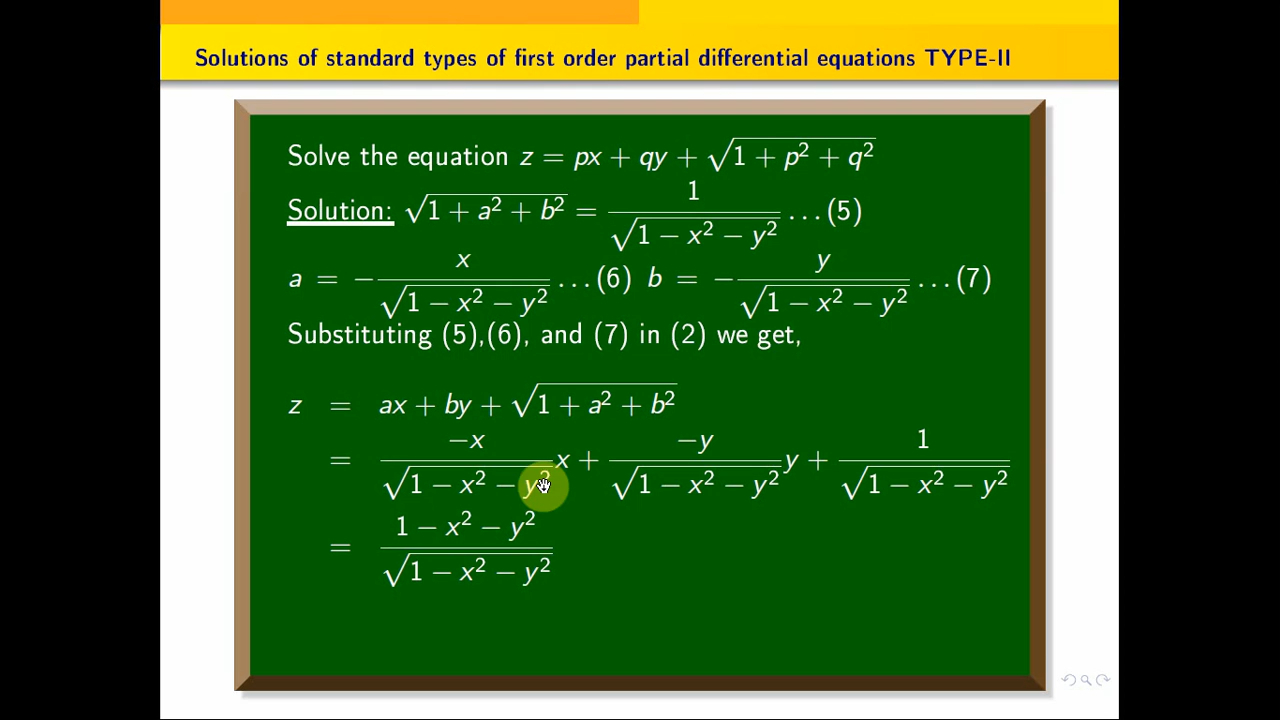 Solutions of standard types of first order partial differential equations TYPE-II
Solve the equation z = px + qy + √(1 + p² + q²)
Solution: √(1 + a² + b²) = 1/√(1 − x² − y²) ...(5)
a = −x/√(1 − x² − y²) ...(6) b = −y/√(1 − x² − y²) ...(7)
Substituting (5),(6), and (7) in (2) we get,
z = ax + by + √(1 + a² + b²)
= −x/√(1 − x² − y²) x + −y/√(1 − x² − y²) y + 1/√(1 − x² − y²)
= (1 − x² − y²)/√(1 − x² − y²)